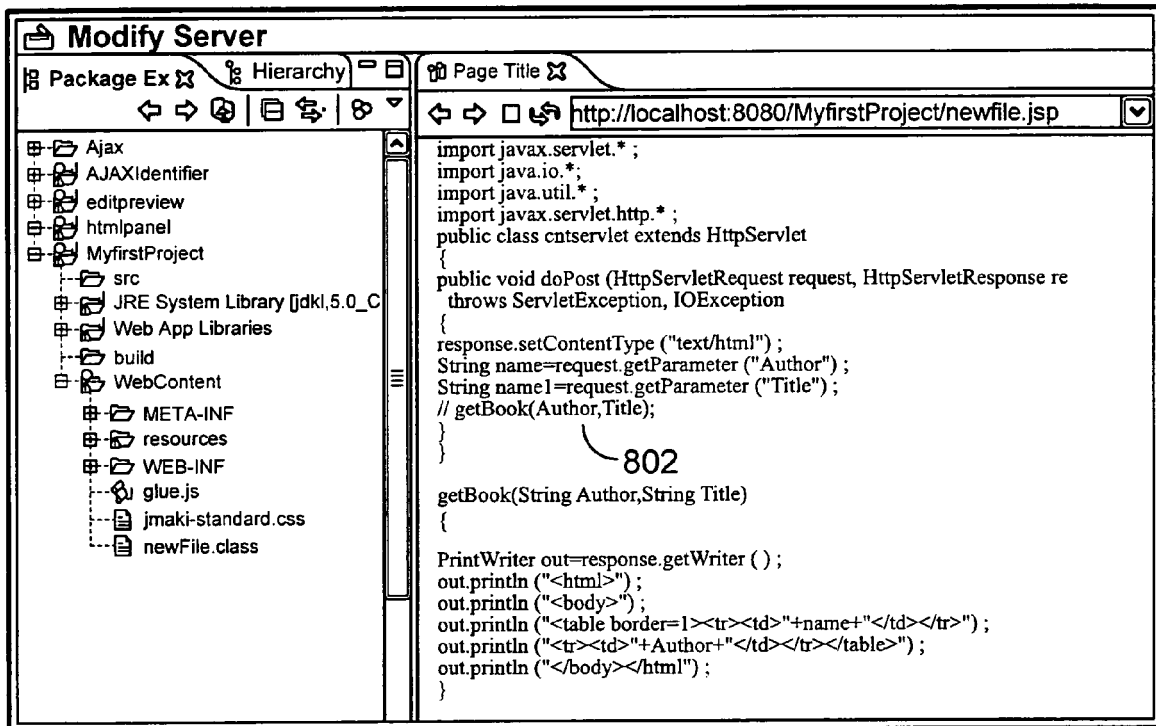 Modify Server
Package Ex
Hierarchy
Ajax
AJAXIdentifier
editpreview
htmlpanel
MyfirstProject
src
JRE System Library [jdkl,5.0_C
Web App Libraries
build
WebContent
META-INF
resources
WEB-INF
glue.js
jmaki-standard.css
newFile.class
Page Title
http://localhost:8080/MyfirstProject/newfile.jsp
import javax.servlet.* ;
import java.io.*;
import java.util.* ;
import javax.servlet.http.* ;
public class cntservlet extends HttpServlet
{
public void doPost (HttpServletRequest request, HttpServletResponse re
throws ServletException, IOException
{
response.setContentType ("text/html") ;
String name=request.getParameter ("Author") ;
String name1=request.getParameter ("Title") ;
// getBook(Author,Title);
}
}
802
getBook(String Author,String Title)
{
PrintWriter out=response.getWriter ( ) ;
out.println ("<html>") ;
out.println ("<body>") ;
out.println ("<table border=1><tr><td>"+name+"</td></tr>") ;
out.println ("<tr><td>"+Author+"</td></tr></table>") ;
out.println ("</body></html") ;
}